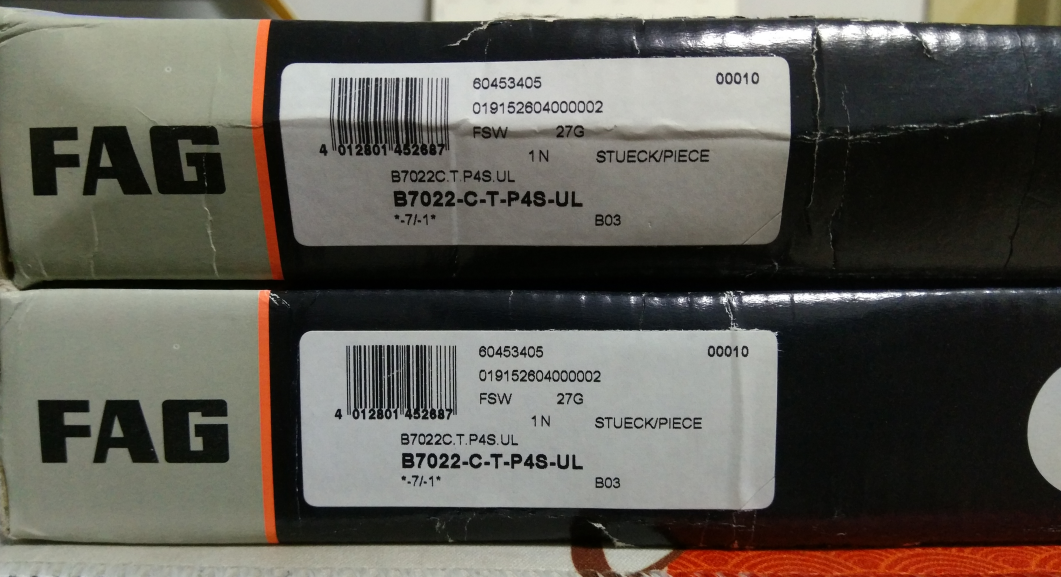 FAG
60453405 00010
019152604000002
FSW 27G
4 012801 452687
1 N STUECK/PIECE
B7022C.T.P4S.UL
B7022-C-T-P4S-UL
*-7/-1* B03
FAG
60453405 00010
019152604000002
FSW 27G
4 012801 452687
1 N STUECK/PIECE
B7022C.T.P4S.UL
B7022-C-T-P4S-UL
*-7/-1* B03